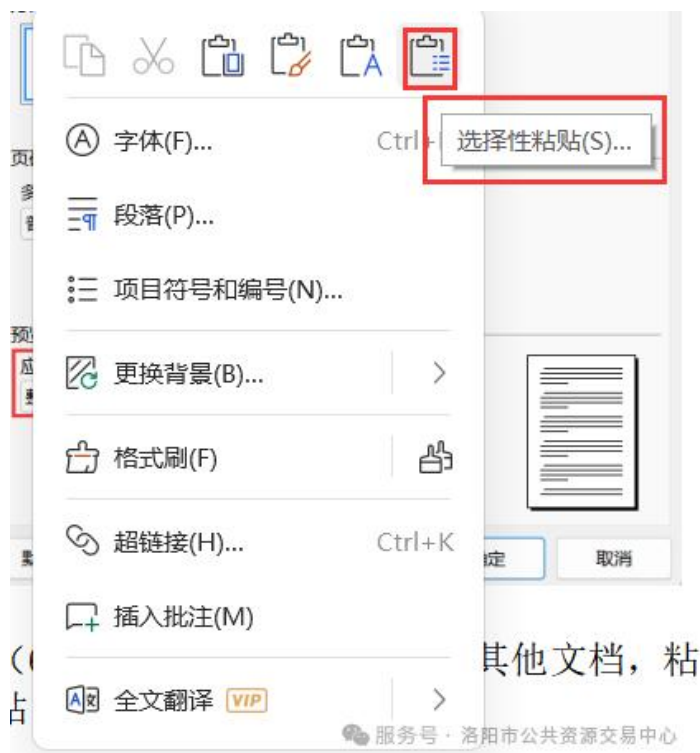 字体(F)...
Ctrl+
选择性粘贴(S)...
段落(P)...
项目符号和编号(N)...
更换背景(B)...
格式刷(F)
超链接(H)... Ctrl+K
定 取消
插入批注(M)
其他文档，粘
全文翻译 VIP
服务号 · 洛阳市公共资源交易中心